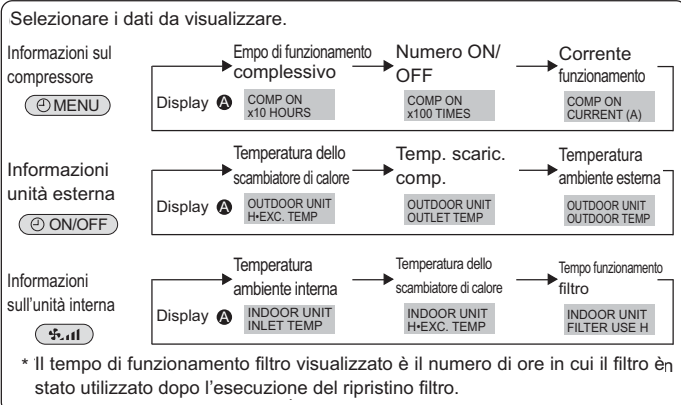 Selezionare i dati da visualizzare.
Informazioni sul
compressore
MENU
Display A
Empo di funzionamento
complessivo
COMP ON
x10 HOURS
Numero ON/
OFF
COMP ON
x100 TIMES
Corrente
funzionamento
COMP ON
CURRENT (A)
Informazioni
unità esterna
ON/OFF
Display A
Temperatura dello
scambiatore di calore
OUTDOOR UNIT
H•EXC. TEMP
Temp. scaric.
comp.
OUTDOOR UNIT
OUTLET TEMP
Temperatura
ambiente esterna
OUTDOOR UNIT
OUTDOOR TEMP
Informazioni
sull'unità interna
Display A
Temperatura
ambiente interna
INDOOR UNIT
INLET TEMP
Temperatura dello
scambiatore di calore
INDOOR UNIT
H•EXC. TEMP
Tempo funzionamento
filtro
INDOOR UNIT
FILTER USE H
* Il tempo di funzionamento filtro visualizzato è il numero di ore in cui il filtro èn
stato utilizzato dopo l'esecuzione del ripristino filtro.